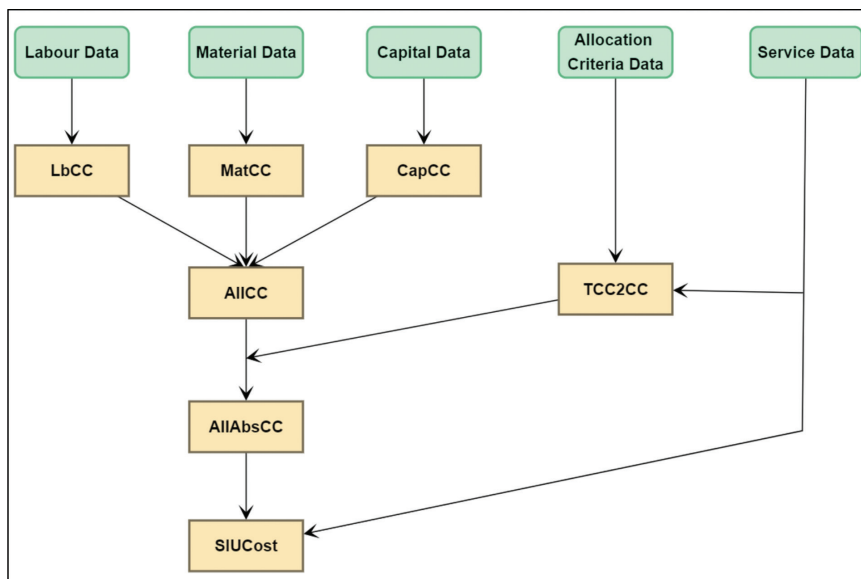 Labour Data
Material Data
Capital Data
Allocation
Criteria Data
Service Data
LbCC
MatCC
CapCC
AllCC
TCC2CC
AllAbsCC
SIUCost